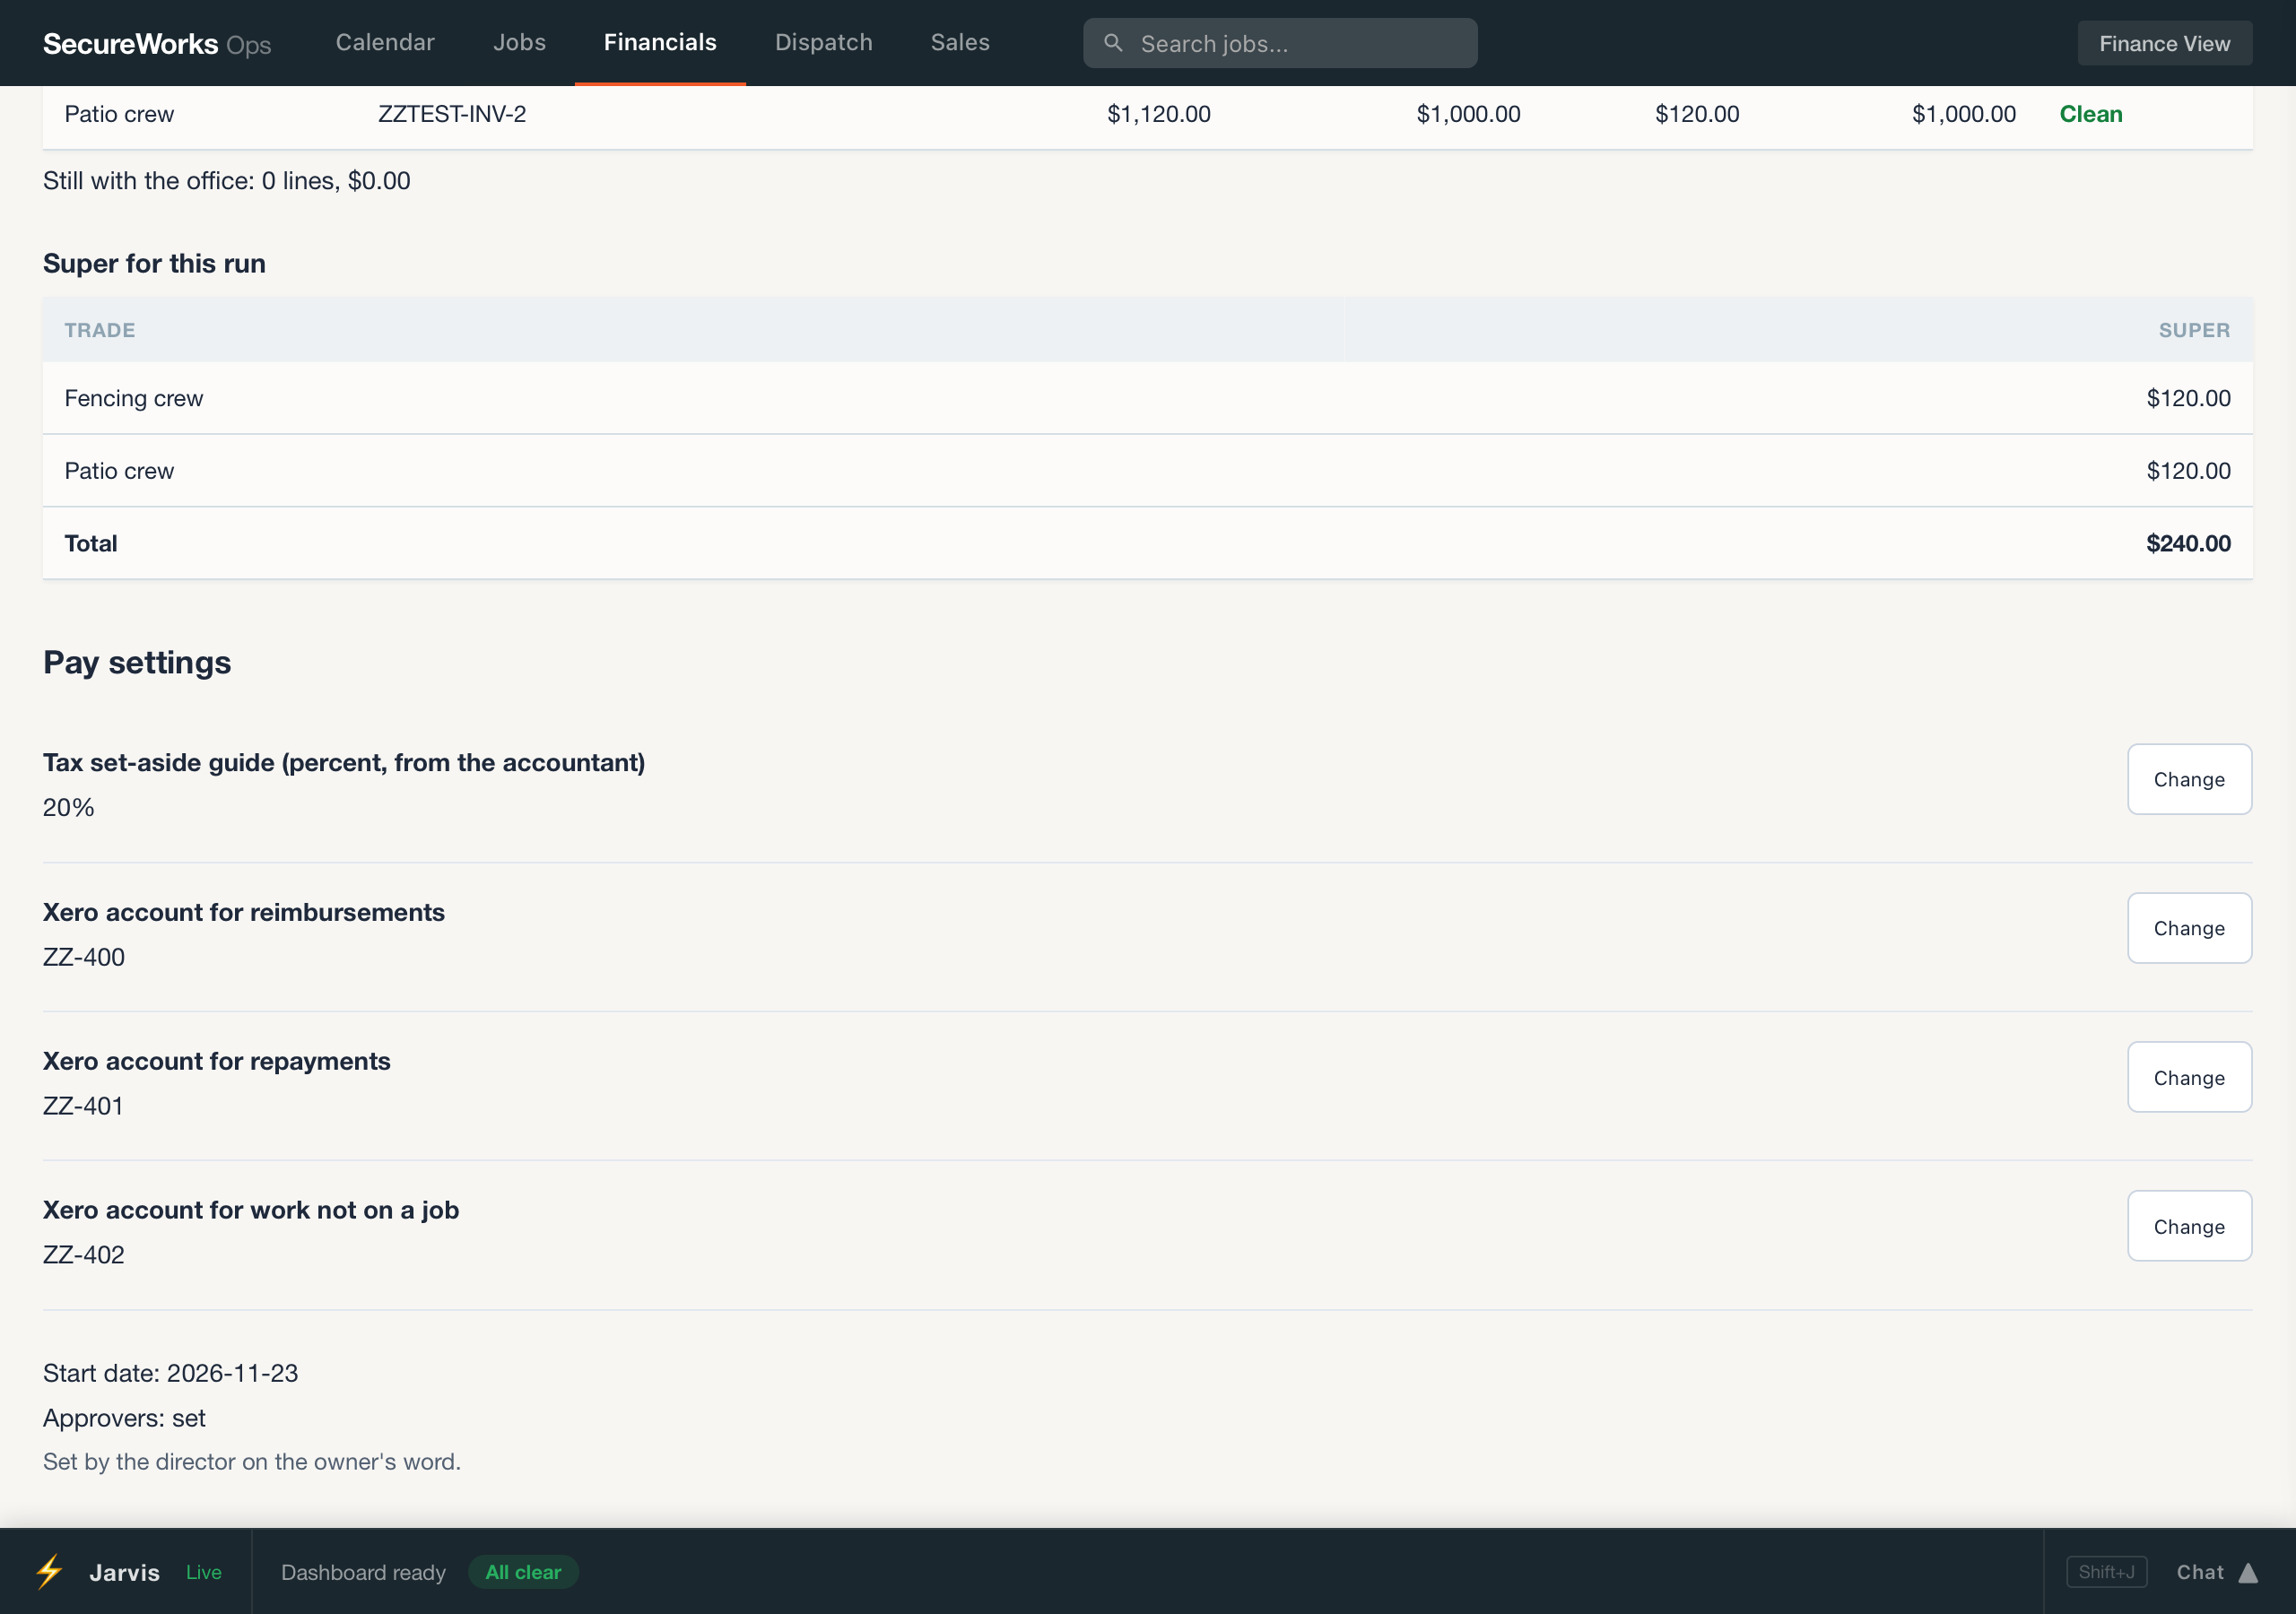 SecureWorks Ops Calendar Jobs Financials Dispatch Sales Search jobs... Finance View
Patio crew ZZTEST-INV-2 $1,120.00 $1,000.00 $120.00 $1,000.00 Clean
Still with the office: 0 lines, $0.00
Super for this run
TRADE SUPER
Fencing crew $120.00
Patio crew $120.00
Total $240.00
Pay settings
Tax set-aside guide (percent, from the accountant)
20%
Change
Xero account for reimbursements
ZZ-400
Change
Xero account for repayments
ZZ-401
Change
Xero account for work not on a job
ZZ-402
Change
Start date: 2026-11-23
Approvers: set
Set by the director on the owner's word.
Jarvis Live Dashboard ready All clear Shift+J Chat